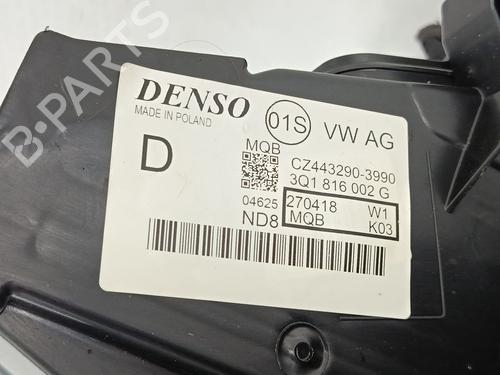 B-PARTS
DENSO
MADE IN POLAND
01S
VW AG
D
MQB
CZ443290-3990
3Q1 816 002 G
04625
270418 W1
MQB K03
ND8